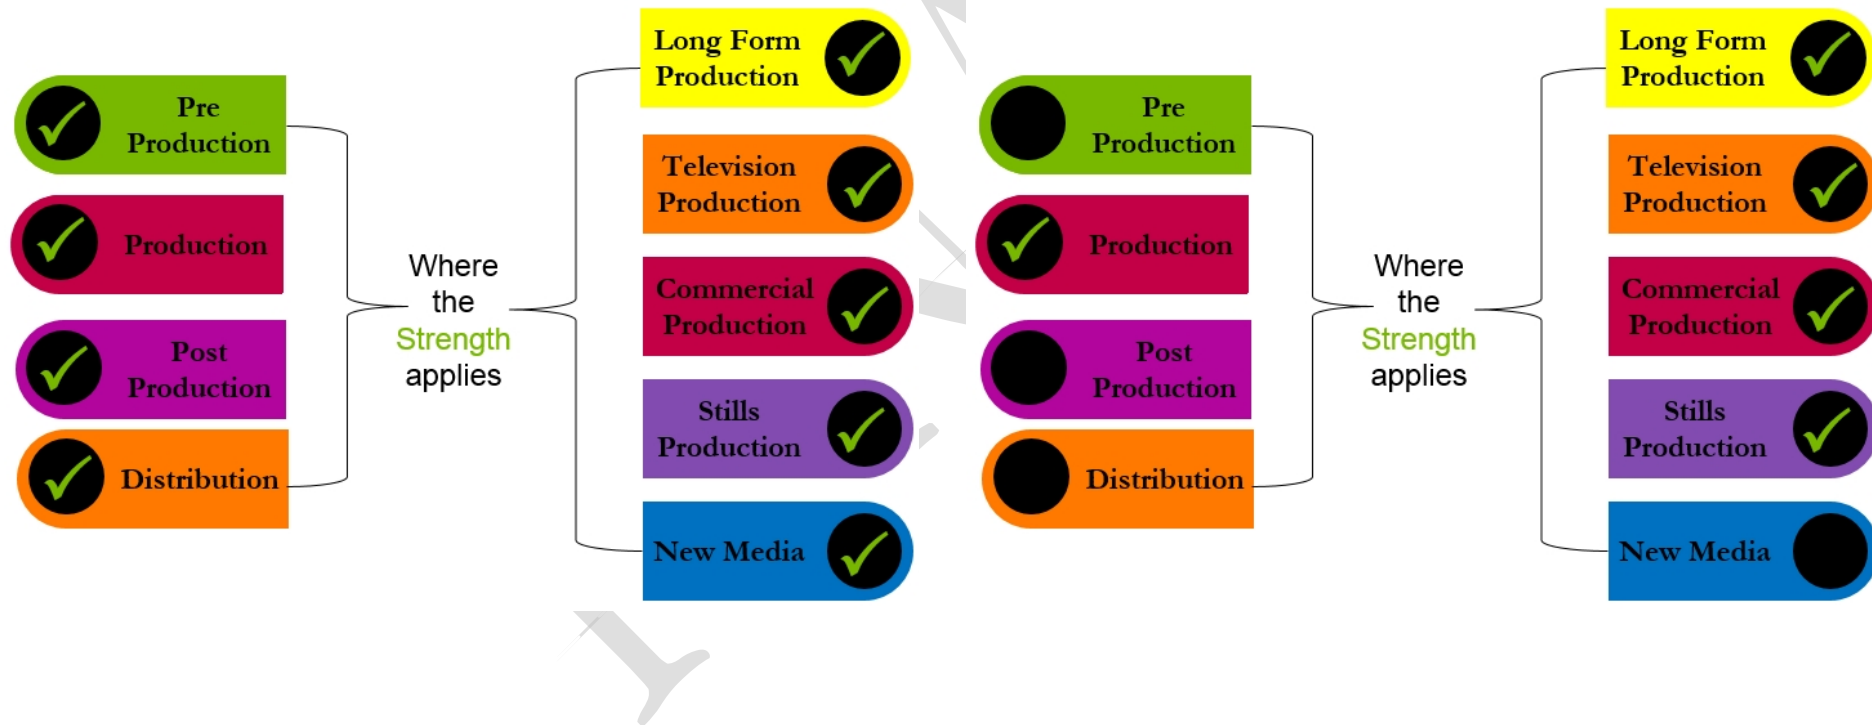 Pre
Production
Production
Post
Production
Distribution
Where
the
Strength
applies
Long Form
Production
Television
Production
Commercial
Production
Stills
Production
New Media
Pre
Production
Production
Post
Production
Distribution
Where
the
Strength
applies
Long Form
Production
Television
Production
Commercial
Production
Stills
Production
New Media